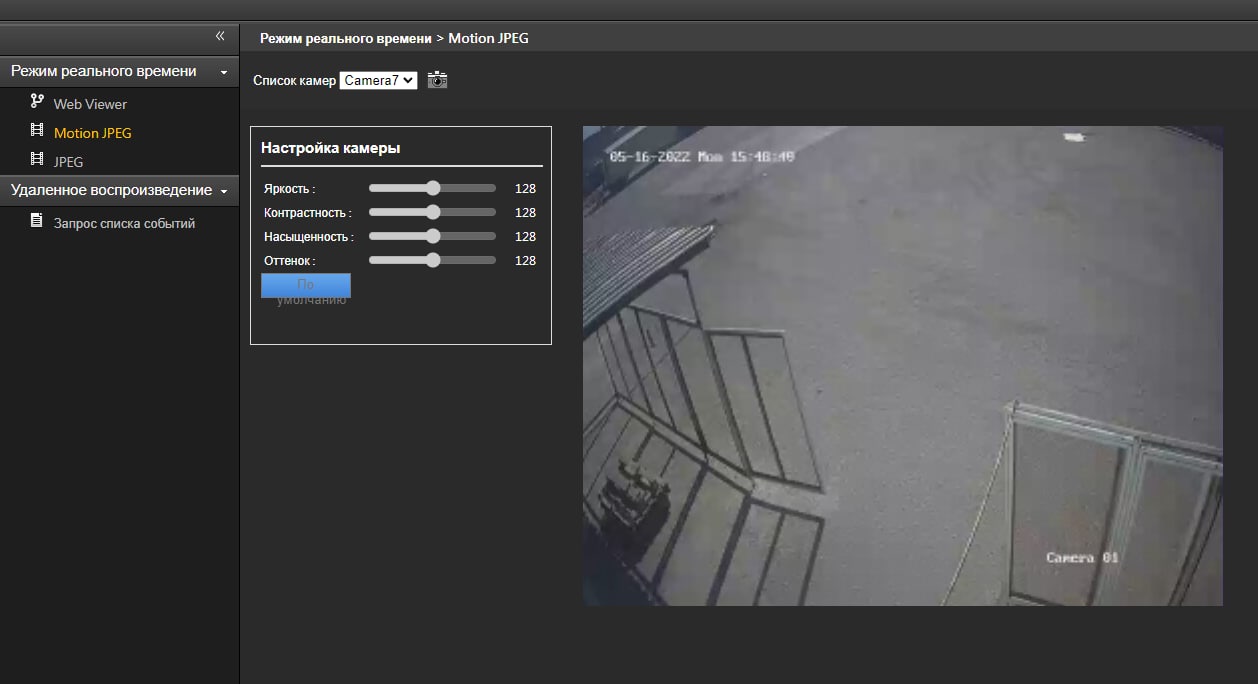 «
Режим реального времени > Motion JPEG
Режим реального времени
Список камер Camera7
Web Viewer
Motion JPEG
JPEG
Удаленное воспроизведение
Запрос списка событий
Настройка камеры
Яркость : 128
Контрастность : 128
Насыщенность : 128
Оттенок : 128
По
умолчанию
05-16-2022 Mon 15:48:49
Camera 01